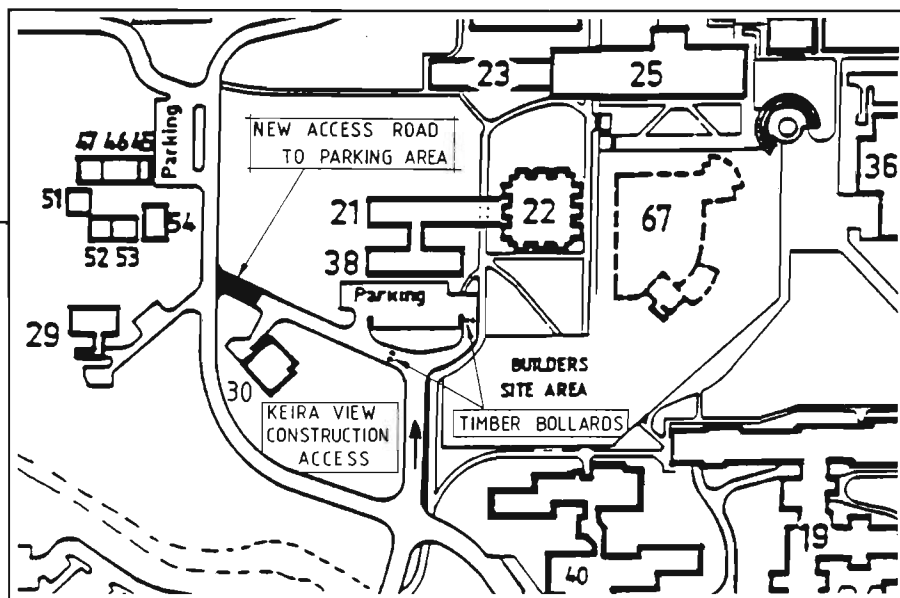 23
25
NEW ACCESS ROAD
TO PARKING AREA
Parking
47 46 45
36
51
54
52 53
21
22
67
38
Parking
29
30
BUILDERS
SITE AREA
KEIRA VIEW
CONSTRUCTION
ACCESS
TIMBER BOLLARDS
19
40